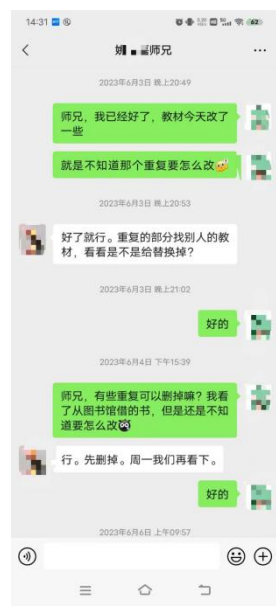 14:31
62
师兄
2023年6月3日 晚上20:49
师兄，我已经好了，教材今天改了
一些
就是不知道那个重复要怎么改
2023年6月3日 晚上20:53
好了就行。重复的部分找别人的教
材，看看是不是给替换掉？
2023年6月3日 晚上21:02
好的
2023年6月4日 下午15:39
师兄，有些重复可以删掉嘛？我看
了从图书馆借的书，但是还是不知
道要怎么改
行。先删掉。周一我们再看下。
好的
2023年6月6日 上午09:57